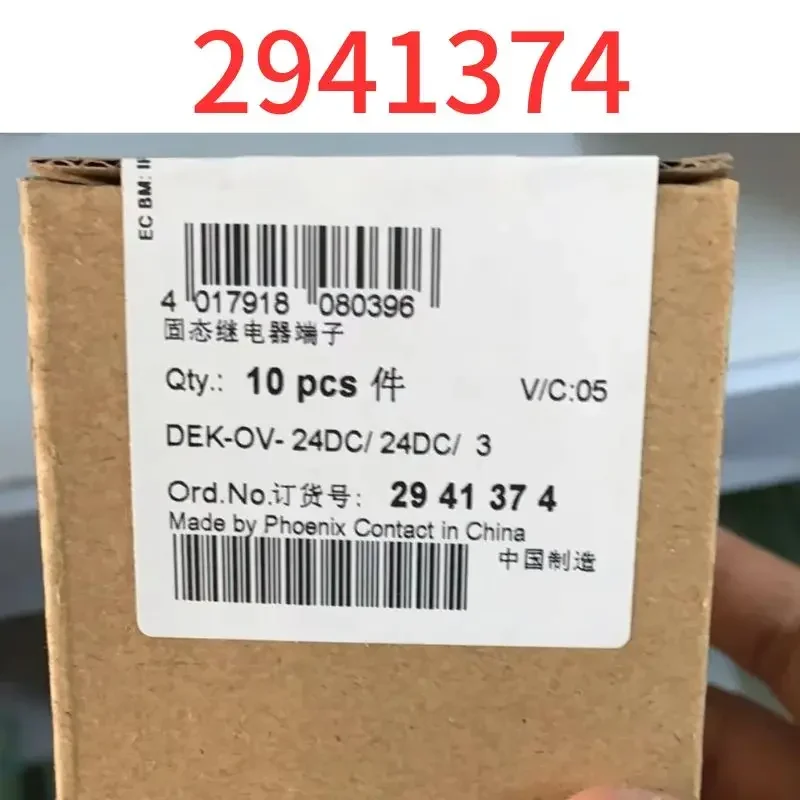 2941374
EC BM:
4 017918 080396
固态继电器端子
Qty.: 10 pcs 件 V/C:05
DEK-OV- 24DC/ 24DC/ 3
Ord.No.订货号: 29 41 37 4
Made by Phoenix Contact in China
中国制造